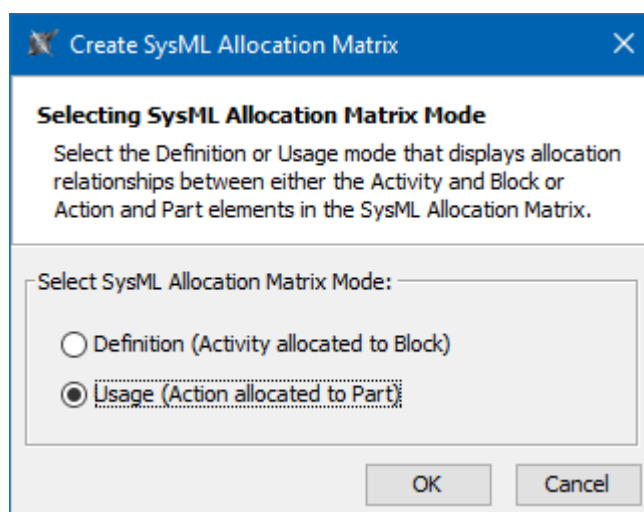 Create SysML Allocation Matrix
Selecting SysML Allocation Matrix Mode
Select the Definition or Usage mode that displays allocation
relationships between either the Activity and Block or
Action and Part elements in the SysML Allocation Matrix.
Select SysML Allocation Matrix Mode:
Definition (Activity allocated to Block)
Usage (Action allocated to Part)
OK Cancel